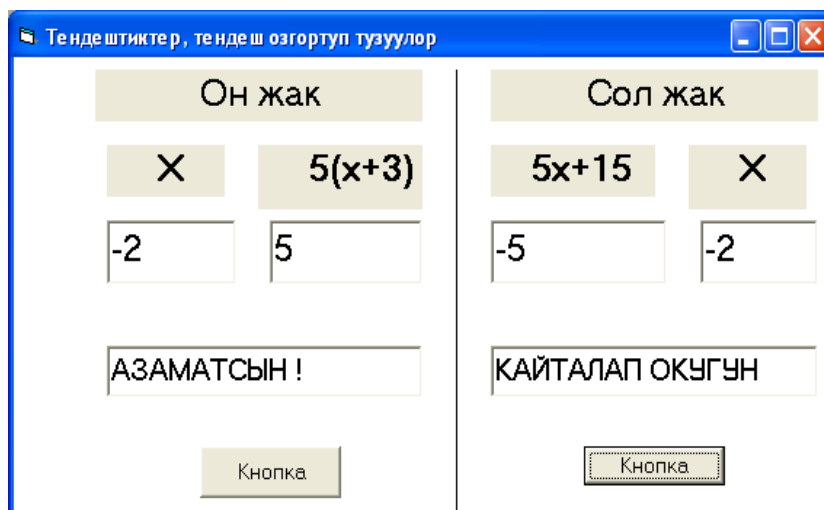 Тендештиктер, тендеш озгортуп тузуулор
Он жак
Сол жак
X
5(x+3)
5x+15
X
-2
5
-5
-2
АЗАМАТСЫН !
КАЙТАЛАП ОКУГУН
Кнопка
Кнопка